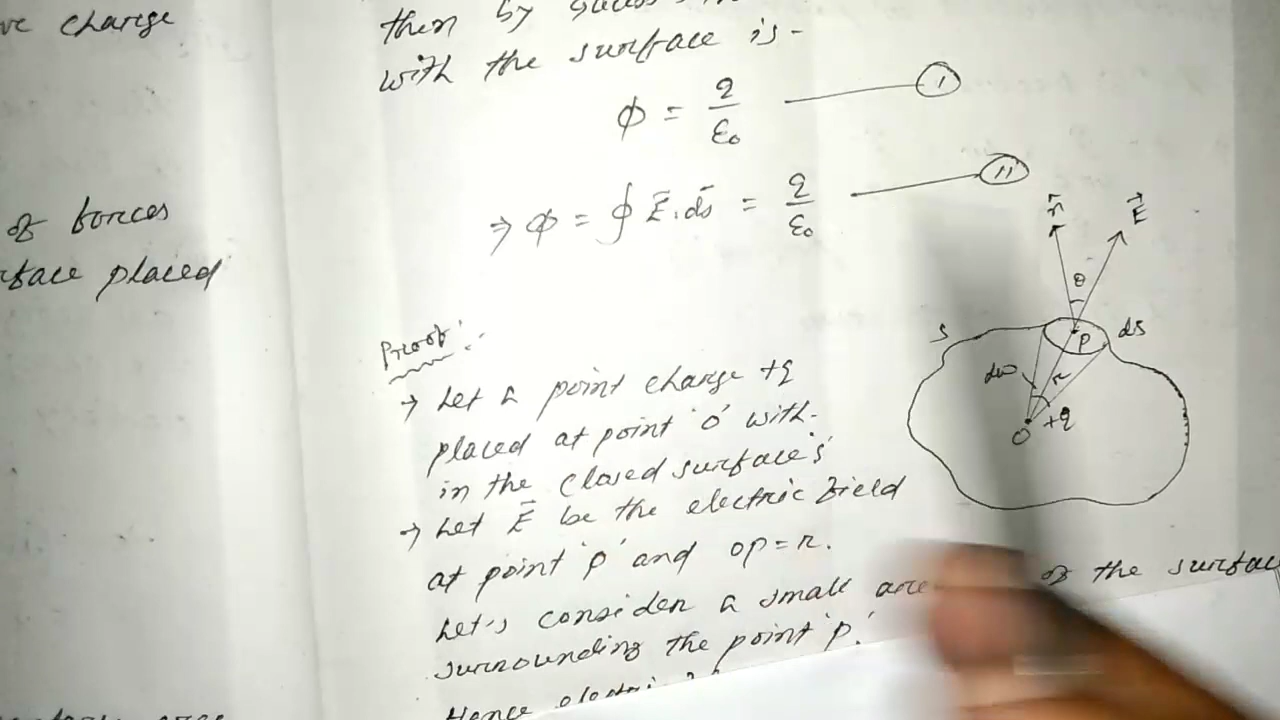 ve charge
of forces
rface placed
then by
with the surface is-
ϕ = q/ε₀ —— (I)
⇒ ϕ = ∮ E⃗.ds⃗ = q/ε₀ —— (II)
Proof:-
→ Let a point charge +q
placed at point 'O' with-
in the closed surface 's'
→ Let E⃗ be the electric field
at point 'p' and op=r.
Let's consider a small are of the surfac
surrounding the point 'p'.
Hence
n⃗
E⃗
θ
S
ds
P
dω
r
O
+q